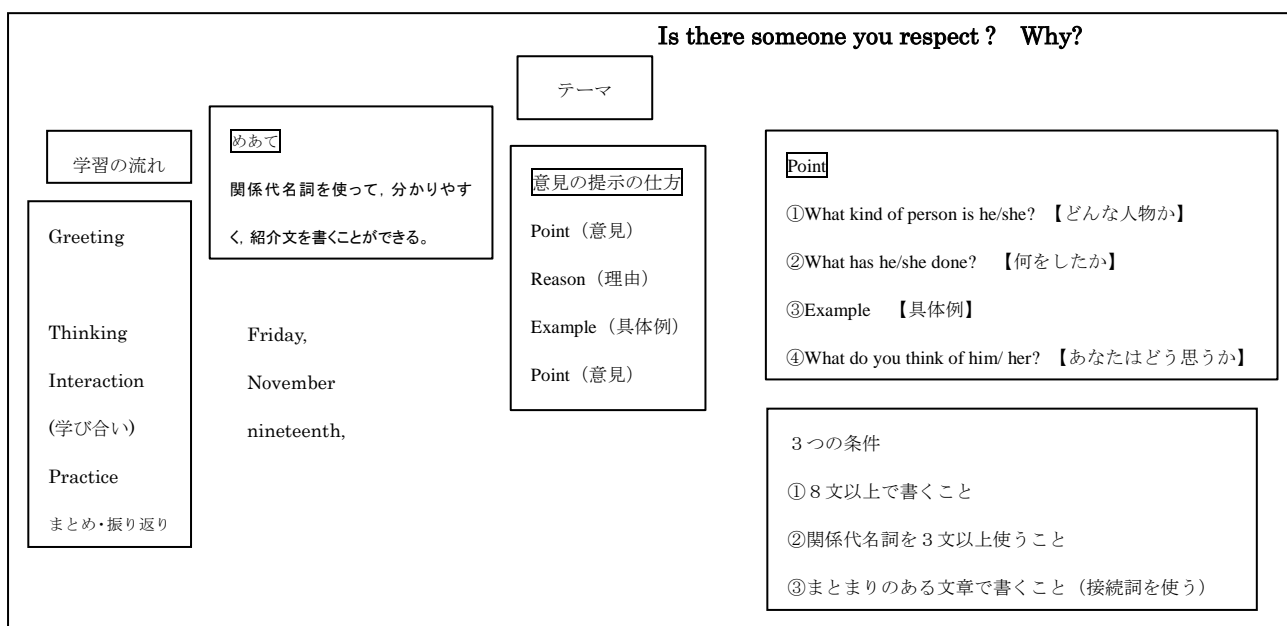 Is there someone you respect？　Why?
テーマ
学習の流れ
Greeting
Thinking
Interaction
(学び合い)
Practice
まとめ・振り返り
めあて
関係代名詞を使って，分かりやす
く，紹介文を書くことができる。
Friday,
November
nineteenth,
意見の提示の仕方
Point（意見）
Reason（理由）
Example（具体例）
Point（意見）
Point
①What kind of person is he/she? 【どんな人物か】
②What has he/she done?　【何をしたか】
③Example　【具体例】
④What do you think of him/ her? 【あなたはどう思うか】
３つの条件
①８文以上で書くこと
②関係代名詞を３文以上使うこと
③まとまりのある文章で書くこと（接続詞を使う）